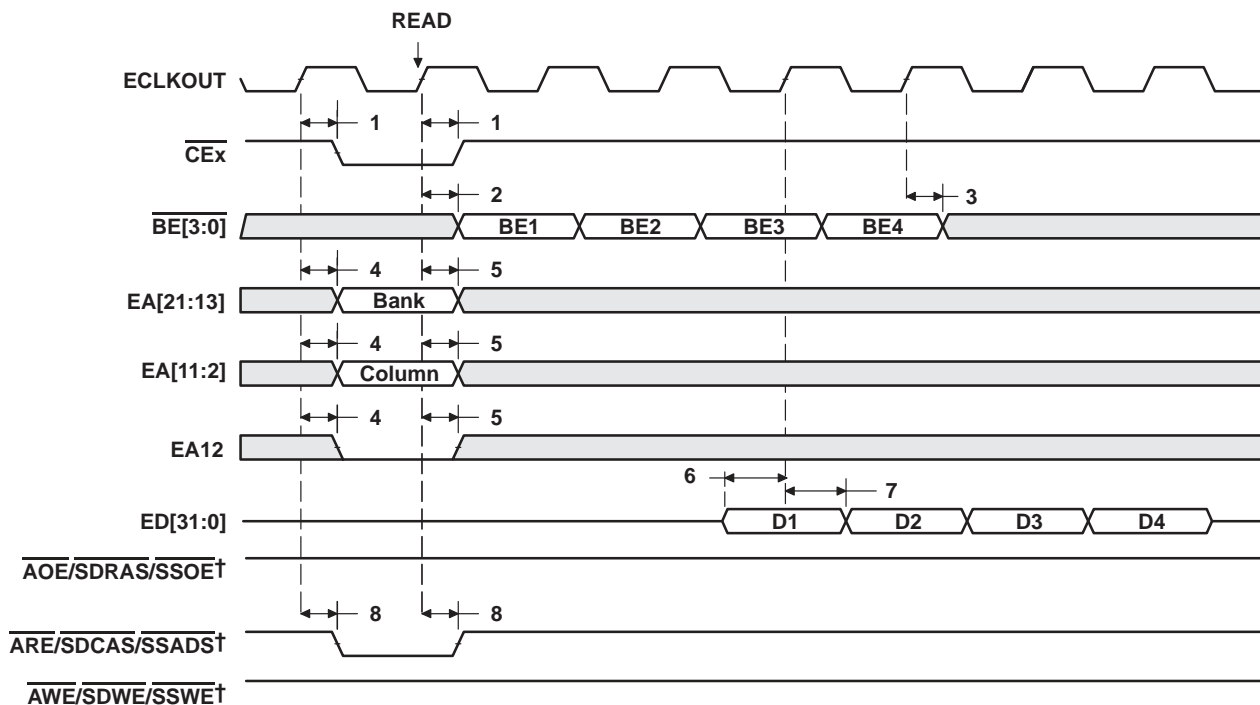 READ
ECLKOUT
1 1
CEx
2 3
BE[3:0] BE1 BE2 BE3 BE4
4 5
EA[21:13] Bank
4 5
EA[11:2] Column
4 5
EA12
6 7
ED[31:0] D1 D2 D3 D4
AOE/SDRAS/SSOE†
8 8
ARE/SDCAS/SSADS†
AWE/SDWE/SSWE†